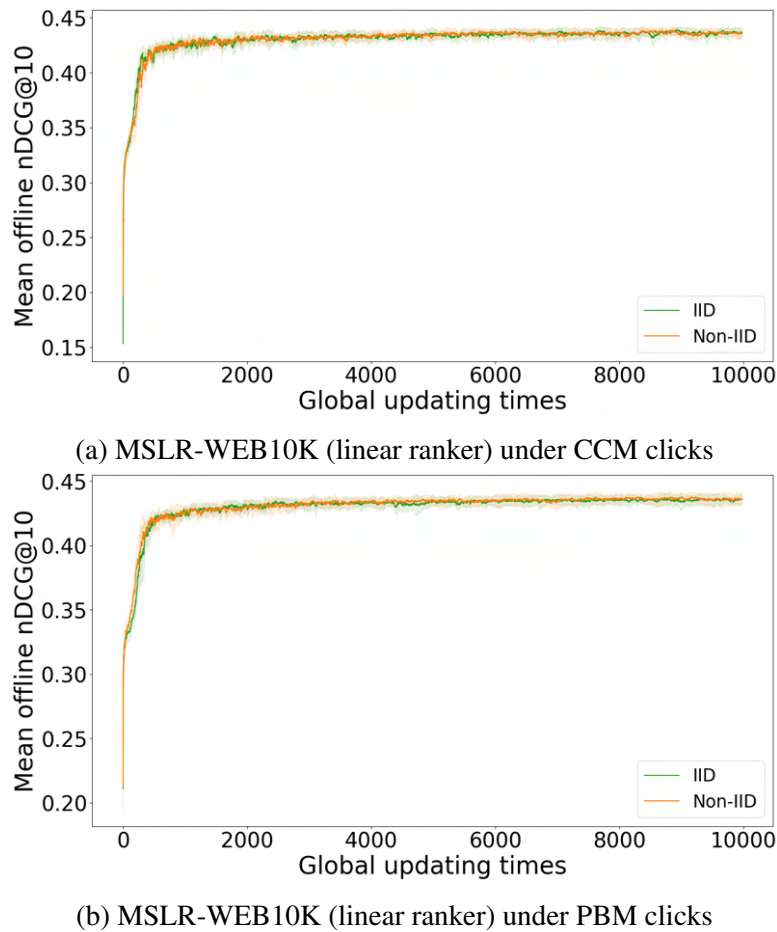 0.45
0.40
0.35
0.30
0.25
0.20
0.15
Mean offline nDCG@10
IID
Non-IID
0 2000 4000 6000 8000 10000
Global updating times
(a) MSLR-WEB10K (linear ranker) under CCM clicks
0.45
0.40
0.35
0.30
0.25
0.20
Mean offline nDCG@10
IID
Non-IID
0 2000 4000 6000 8000 10000
Global updating times
(b) MSLR-WEB10K (linear ranker) under PBM clicks